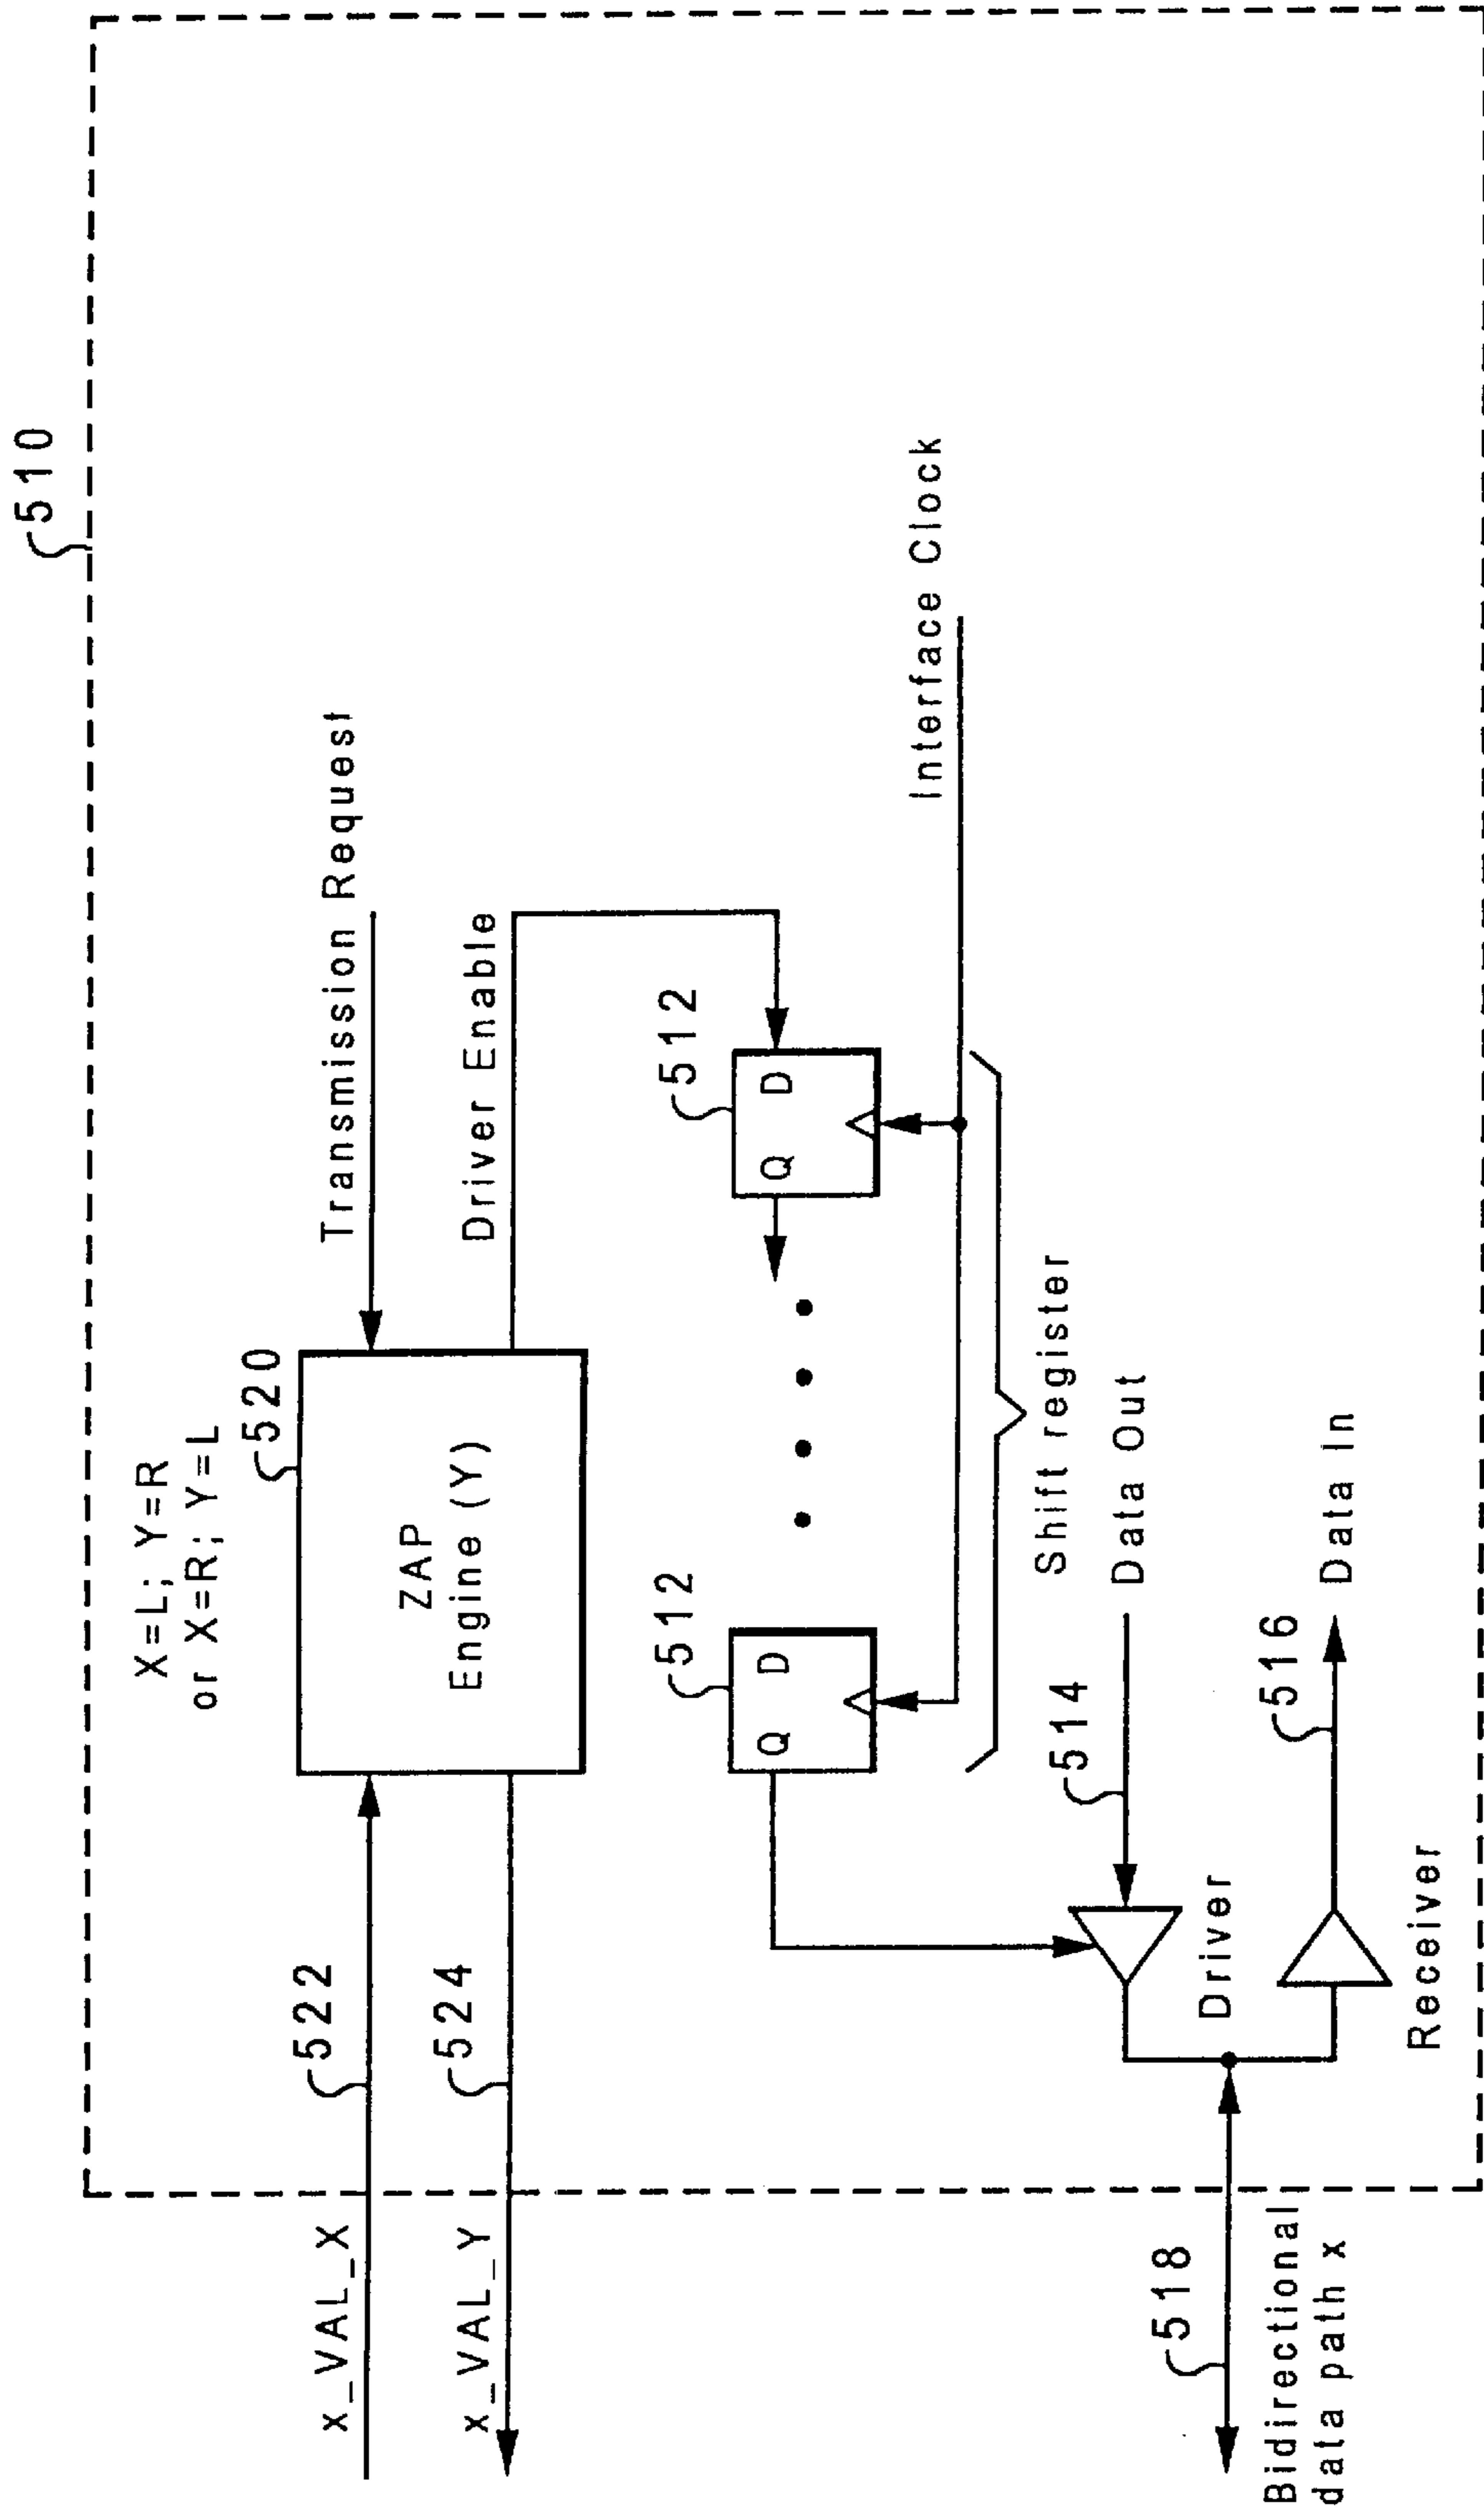 510
X=L; Y=R
or X=R; Y=L
520
x_VAL_X
522
Transmission Request
ZAP
Engine (Y)
x_VAL_Y
524
Driver Enable
512
Q D
512
Q D
Interface Clock
Shift register
514
Data Out
518
Driver
Bidirectional
data path x
516
Data In
Receiver